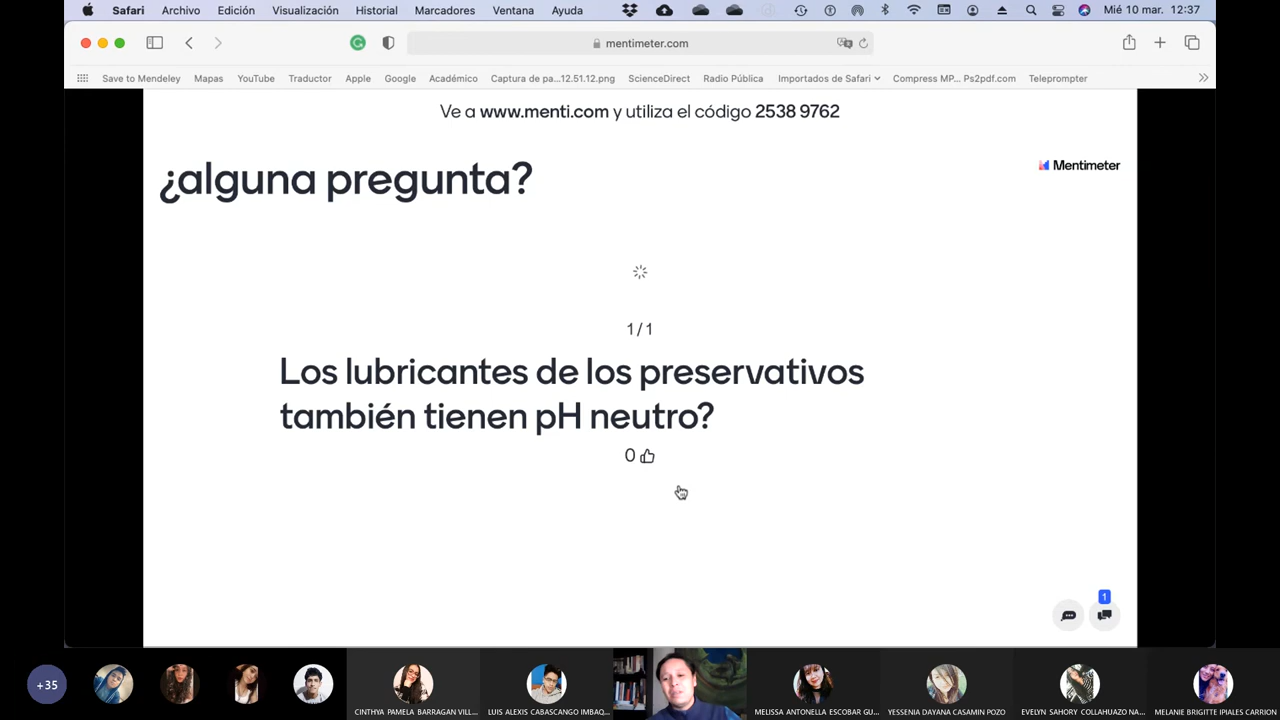 Safari Archivo Edición Visualización Historial Marcadores Ventana Ayuda Mié 10 mar. 12:37
mentimeter.com
Save to Mendeley Mapas YouTube Traductor Apple Google Académico Captura de pa...12.51.12.png ScienceDirect Radio Pública Importados de Safari Compress MP... Ps2pdf.com Teleprompter
Ve a www.menti.com y utiliza el código 2538 9762
¿alguna pregunta?
Mentimeter
1 / 1
Los lubricantes de los preservativos
también tienen pH neutro?
0
1
+35
CINTHYA PAMELA BARRAGAN VILL... LUIS ALEXIS CABASCANGO IMBAQ... MELISSA ANTONELLA ESCOBAR GU... YESSENIA DAYANA CASAMIN POZO EVELYN SAHORY COLLAHUAZO NA... MELANIE BRIGITTE IPIALES CARRION